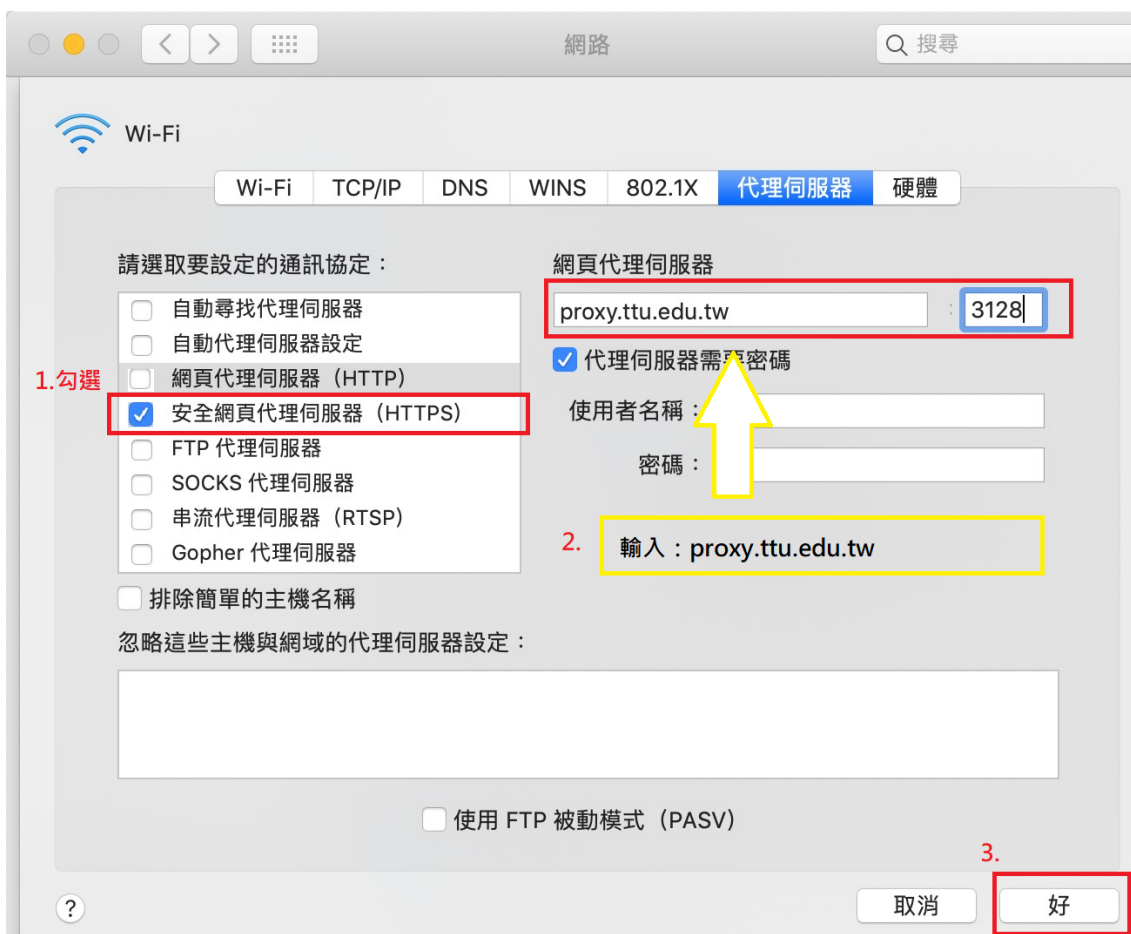 網路
搜尋
Wi-Fi
Wi-Fi TCP/IP DNS WINS 802.1X 代理伺服器 硬體
請選取要設定的通訊協定：
自動尋找代理伺服器
自動代理伺服器設定
網頁代理伺服器（HTTP）
1.勾選
安全網頁代理伺服器（HTTPS）
FTP 代理伺服器
SOCKS 代理伺服器
串流代理伺服器（RTSP）
Gopher 代理伺服器
排除簡單的主機名稱
網頁代理伺服器
proxy.ttu.edu.tw : 3128
代理伺服器需要密碼
使用者名稱：
密碼：
2. 輸入：proxy.ttu.edu.tw
忽略這些主機與網域的代理伺服器設定：
使用 FTP 被動模式（PASV）
3.
? 取消 好